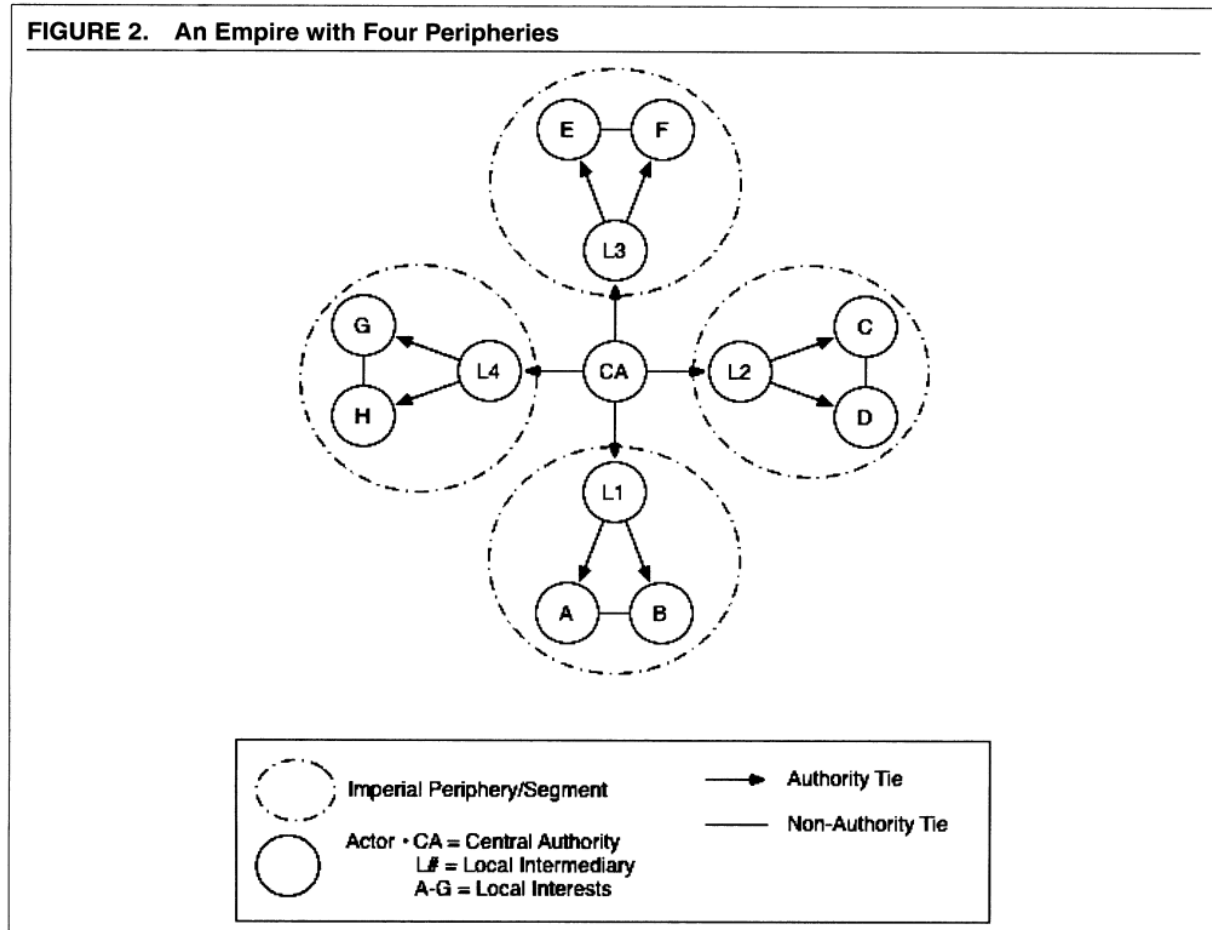 FIGURE 2. An Empire with Four Peripheries
E F
L3
G C
L4 CA L2
H D
L1
A B
Imperial Periphery/Segment
Authority Tie
Non-Authority Tie
Actor • CA = Central Authority
L# = Local Intermediary
A-G = Local Interests